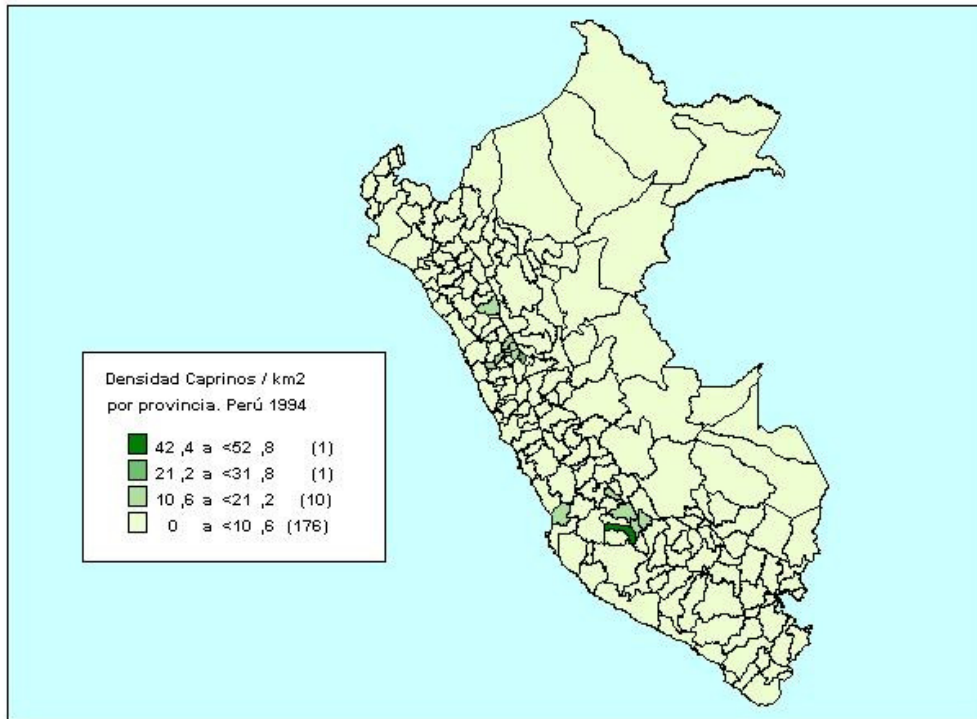 Densidad Caprinos / km2
por provincia. Perú 1994
42 ,4 a <52 ,8 (1)
21 ,2 a <31 ,8 (1)
10 ,6 a <21 ,2 (10)
0 a <10 ,6 (176)